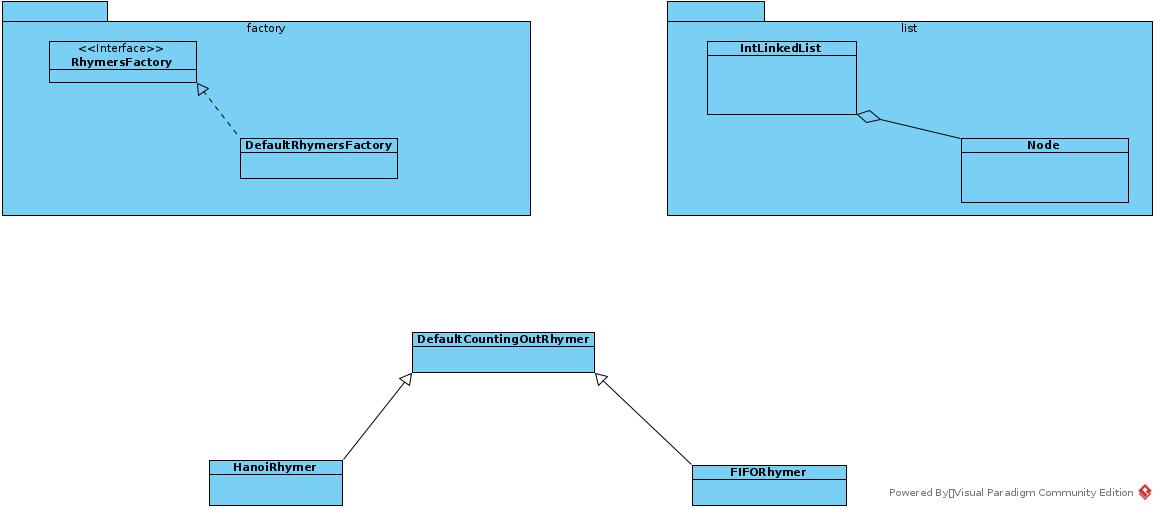 factory
<<Interface>>
RhymersFactory
DefaultRhymersFactory
list
IntLinkedList
Node
DefaultCountingOutRhymer
HanoiRhymer
FIFORhymer
Powered By▯Visual Paradigm Community Edition